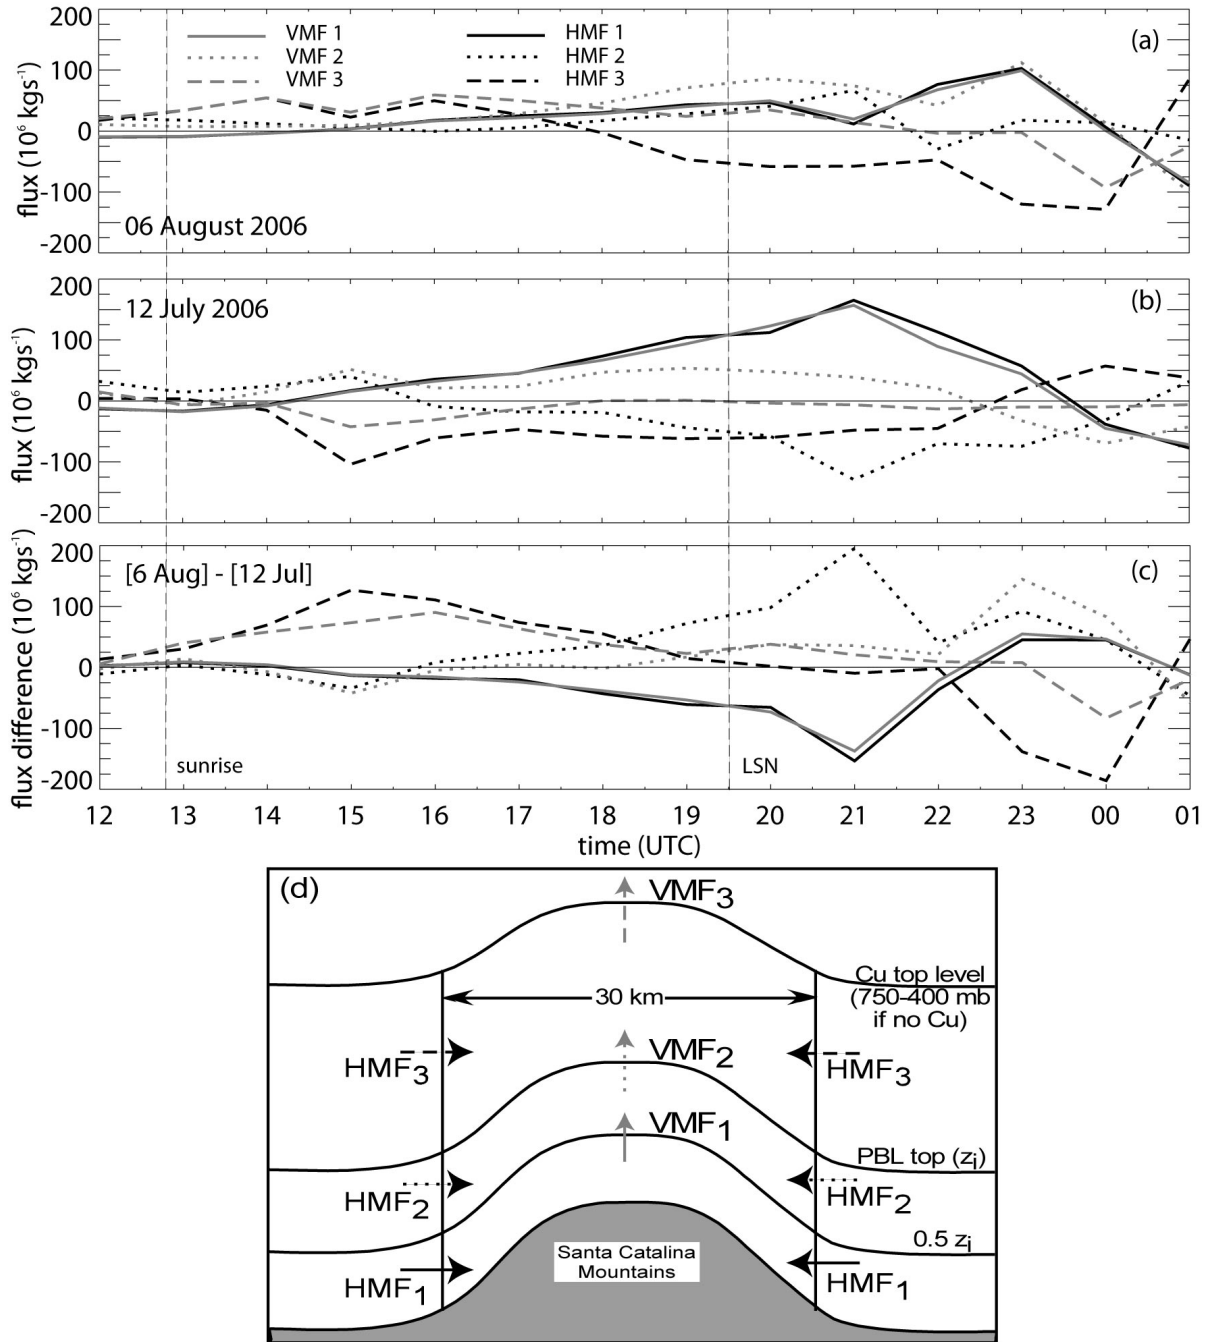 200
100
0
-100
-200
flux (10⁶ kgs⁻¹)
VMF 1
VMF 2
VMF 3
HMF 1
HMF 2
HMF 3
(a)
06 August 2006
200
100
0
-100
-200
flux (10⁶ kgs⁻¹)
12 July 2006
(b)
200
100
0
-100
-200
flux difference (10⁶ kgs⁻¹)
[6 Aug] - [12 Jul]
(c)
sunrise
LSN
12 13 14 15 16 17 18 19 20 21 22 23 00 01
time (UTC)
(d)
VMF₃
Cu top level
(750-400 mb
if no Cu)
30 km
HMF₃
VMF₂
HMF₃
VMF₁
PBL top (zᵢ)
HMF₂
HMF₂
0.5 zᵢ
Santa Catalina
Mountains
HMF₁
HMF₁